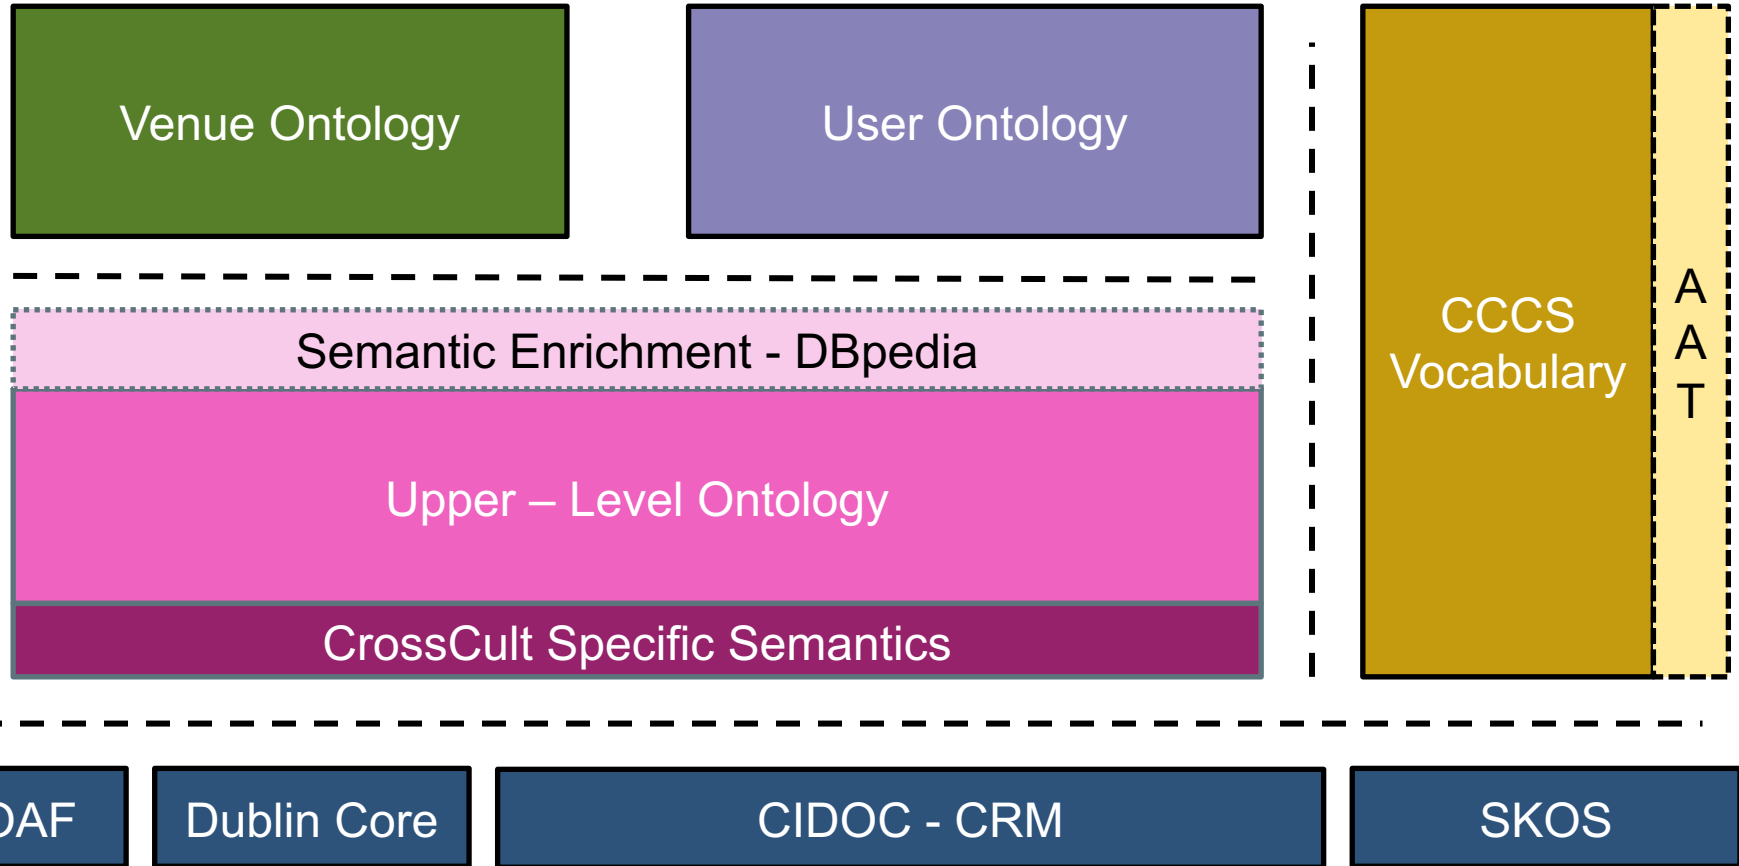 Venue Ontology
User Ontology
Semantic Enrichment - DBpedia
Upper – Level Ontology
CrossCult Specific Semantics
CCCS
Vocabulary
A
A
T
Dublin Core
CIDOC - CRM
SKOS